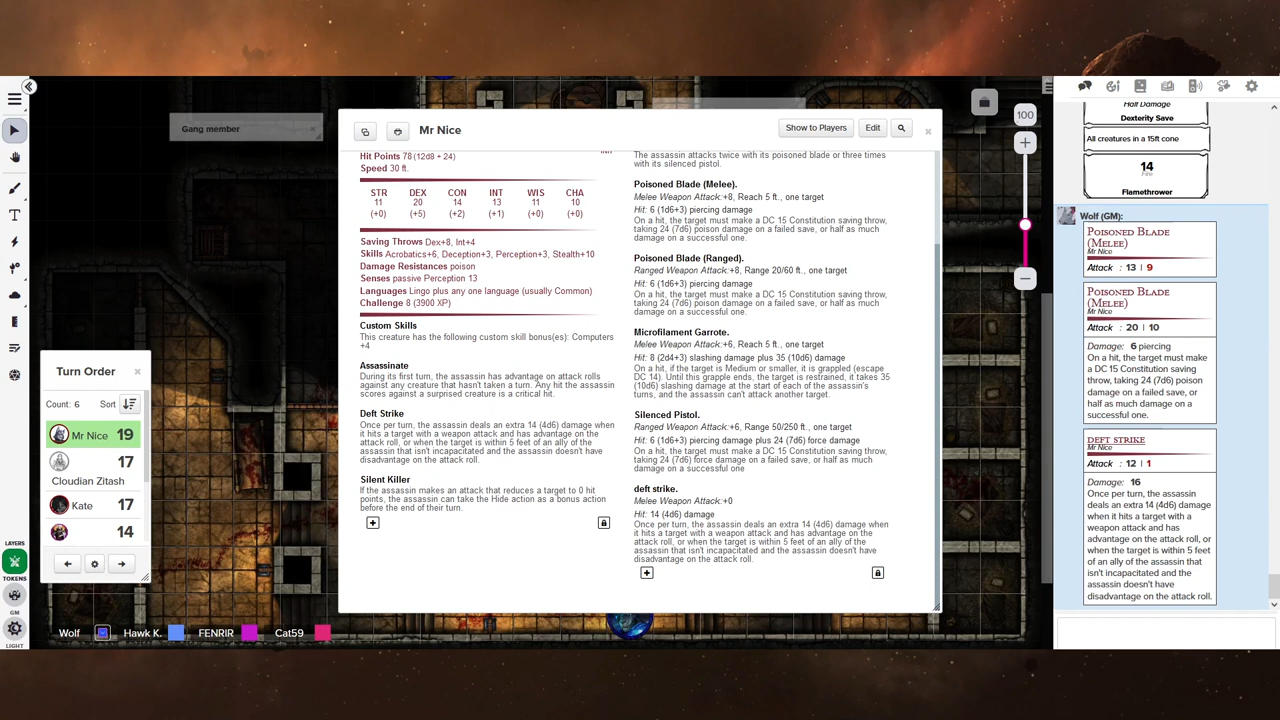 Gang member
Mr Nice
Show to Players
Edit
100
Hit Points 78 (12d8 + 24)
Speed 30 ft.
STR DEX CON INT WIS CHA
11 20 14 13 11 10
(+0) (+5) (+2) (+1) (+0) (+0)
Saving Throws Dex+8, Int+4
Skills Acrobatics+6, Deception+3, Perception+3, Stealth+10
Damage Resistances poison
Senses passive Perception 13
Languages Lingo plus any one language (usually Common)
Challenge 8 (3900 XP)
Custom Skills
This creature has the following custom skill bonus(es): Computers
+4
Assassinate
During its first turn, the assassin has advantage on attack rolls
against any creature that hasn't taken a turn. Any hit the assassin
scores against a surprised creature is a critical hit.
Deft Strike
Once per turn, the assassin deals an extra 14 (4d6) damage when
it hits a target with a weapon attack and has advantage on the
attack roll, or when the target is within 5 feet of an ally of the
assassin that isn't incapacitated and the assassin doesn't have
disadvantage on the attack roll.
Silent Killer
If the assassin makes an attack that reduces a target to 0 hit
points, the assassin can take the Hide action as a bonus action
before the end of their turn.
The assassin attacks twice with its poisoned blade or three times
with its silenced pistol.
Poisoned Blade (Melee).
Melee Weapon Attack:+8, Reach 5 ft., one target
Hit: 6 (1d6+3) piercing damage
On a hit, the target must make a DC 15 Constitution saving throw,
taking 24 (7d6) poison damage on a failed save, or half as much
damage on a successful one.
Poisoned Blade (Ranged).
Ranged Weapon Attack:+8, Range 20/60 ft., one target
Hit: 6 (1d6+3) piercing damage
On a hit, the target must make a DC 15 Constitution saving throw,
taking 24 (7d6) poison damage on a failed save, or half as much
damage on a successful one.
Microfilament Garrote.
Melee Weapon Attack:+6, Reach 5 ft., one target
Hit: 8 (2d4+3) slashing damage plus 35 (10d6) damage
On a hit, if the target is Medium or smaller, it is grappled (escape
DC 14). Until this grapple ends, the target is restrained, it takes 35
(10d6) slashing damage at the start of each of the assassin's
turns, and the assassin can't attack another target.
Silenced Pistol.
Ranged Weapon Attack:+6, Range 50/250 ft., one target
Hit: 6 (1d6+3) piercing damage plus 24 (7d6) force damage
On a hit, the target must make a DC 15 Constitution saving throw,
taking 24 (7d6) force damage on a failed save, or half as much
damage on a successful one
deft strike.
Melee Weapon Attack:+0
Hit: 14 (4d6) damage
Once per turn, the assassin deals an extra 14 (4d6) damage when
it hits a target with a weapon attack and has advantage on the
attack roll, or when the target is within 5 feet of an ally of the
assassin that isn't incapacitated and the assassin doesn't have
disadvantage on the attack roll.
Turn Order
Count: 6 Sort
Mr Nice 19
17
Cloudian Zitash
Kate 17
14
LAYERS
TOKENS
GM
LIGHT
Wolf Hawk K. FENRIR Cat59
Half Damage
Dexterity Save
All creatures in a 15ft cone
14
Fire
Flamethrower
Wolf (GM):
POISONED BLADE
(MELEE)
Mr Nice
Attack : 13 | 9
POISONED BLADE
(MELEE)
Mr Nice
Attack : 20 | 10
Damage: 6 piercing
On a hit, the target must make
a DC 15 Constitution saving
throw, taking 24 (7d6) poison
damage on a failed save, or
half as much damage on a
successful one.
DEFT STRIKE
Mr Nice
Attack : 12 | 1
Damage: 16
Once per turn, the assassin
deals an extra 14 (4d6) damage
when it hits a target with a
weapon attack and has
advantage on the attack roll, or
when the target is within 5 feet
of an ally of the assassin that
isn't incapacitated and the
assassin doesn't have
disadvantage on the attack roll.